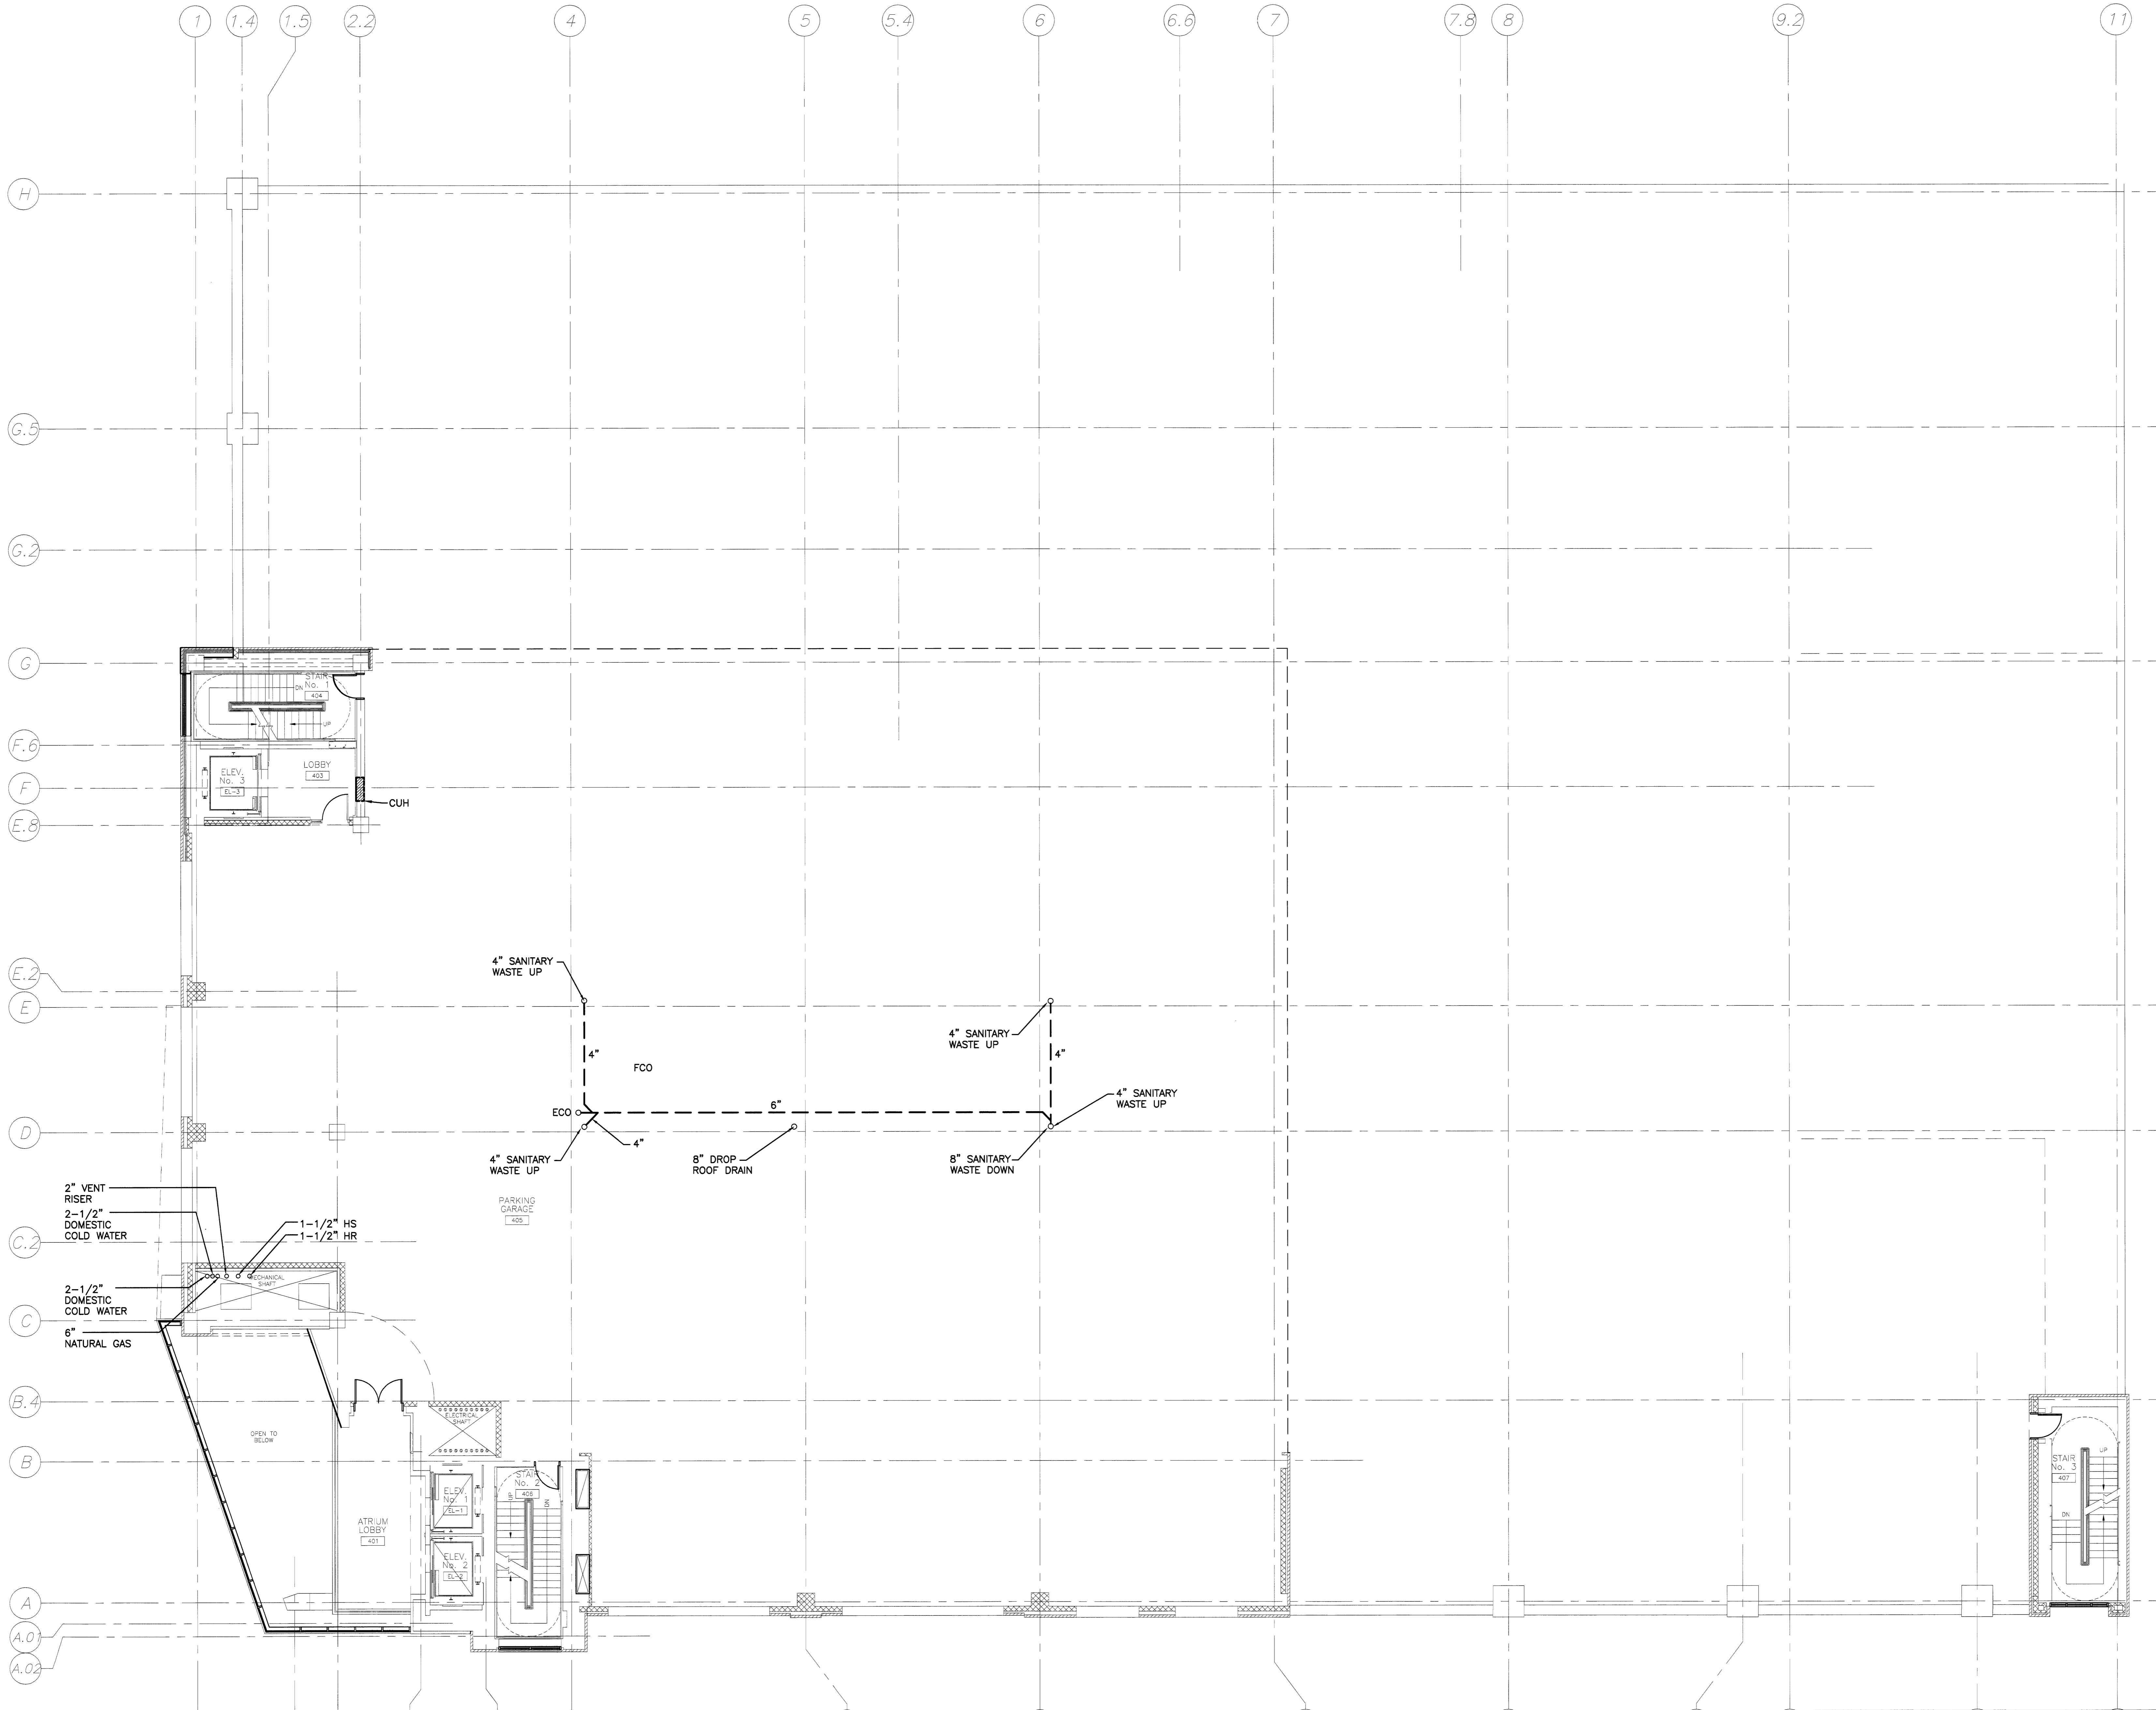 1 1.4 1.5 2.2 4 5 5.4 6 6.6 7 7.8 8 9.2 11
H
G.5
G.2
G
STAIR
No. 1
DN
404
UP
F.6
LOBBY
403
ELEV.
No. 3
EL-3
F
CUH
E.8
4" SANITARY
WASTE UP
E.2
E
4" SANITARY
WASTE UP
4"
4"
FCO
4" SANITARY
WASTE UP
6"
ECO
D
4"
4" SANITARY
WASTE UP
8" DROP
ROOF DRAIN
8" SANITARY
WASTE DOWN
2" VENT
RISER
PARKING
GARAGE
405
2-1/2"
DOMESTIC
COLD WATER
1-1/2" HS
1-1/2" HR
C.2
MECHANICAL
SHAFT
2-1/2"
DOMESTIC
COLD WATER
C
6"
NATURAL GAS
B.4
ELECTRICAL
SHAFT
OPEN TO
BELOW
B
STAIR
No. 2
406
UP
DN
ELEV.
No. 1
EL-1
UP
STAIR
No. 3
407
DN
ATRIUM
LOBBY
401
ELEV.
No. 2
EL-2
A
A.01
A.02